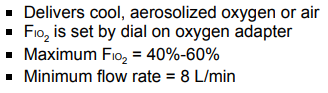 ▪ Delivers cool, aerosolized oxygen or air
▪ FIO₂ is set by dial on oxygen adapter
▪ Maximum FIO₂ = 40%-60%
▪ Minimum flow rate = 8 L/min